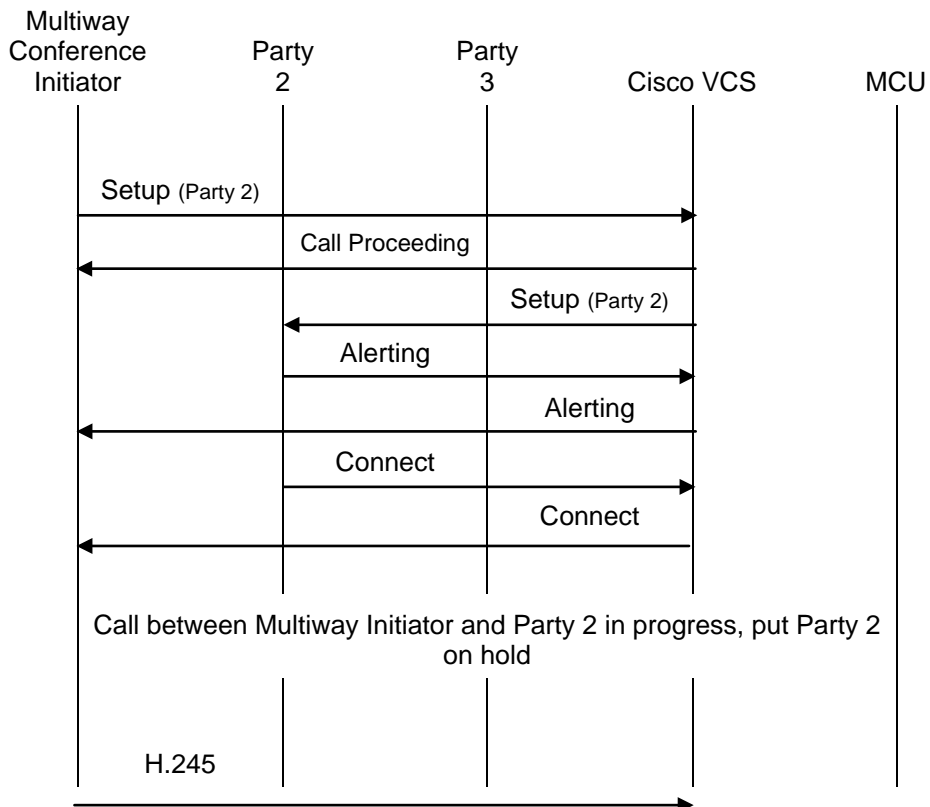 Multiway
Conference
Initiator
Party
2
Party
3
Cisco VCS
MCU
Setup (Party 2)
Call Proceeding
Setup (Party 2)
Alerting
Alerting
Connect
Connect
Call between Multiway Initiator and Party 2 in progress, put Party 2
on hold
H.245